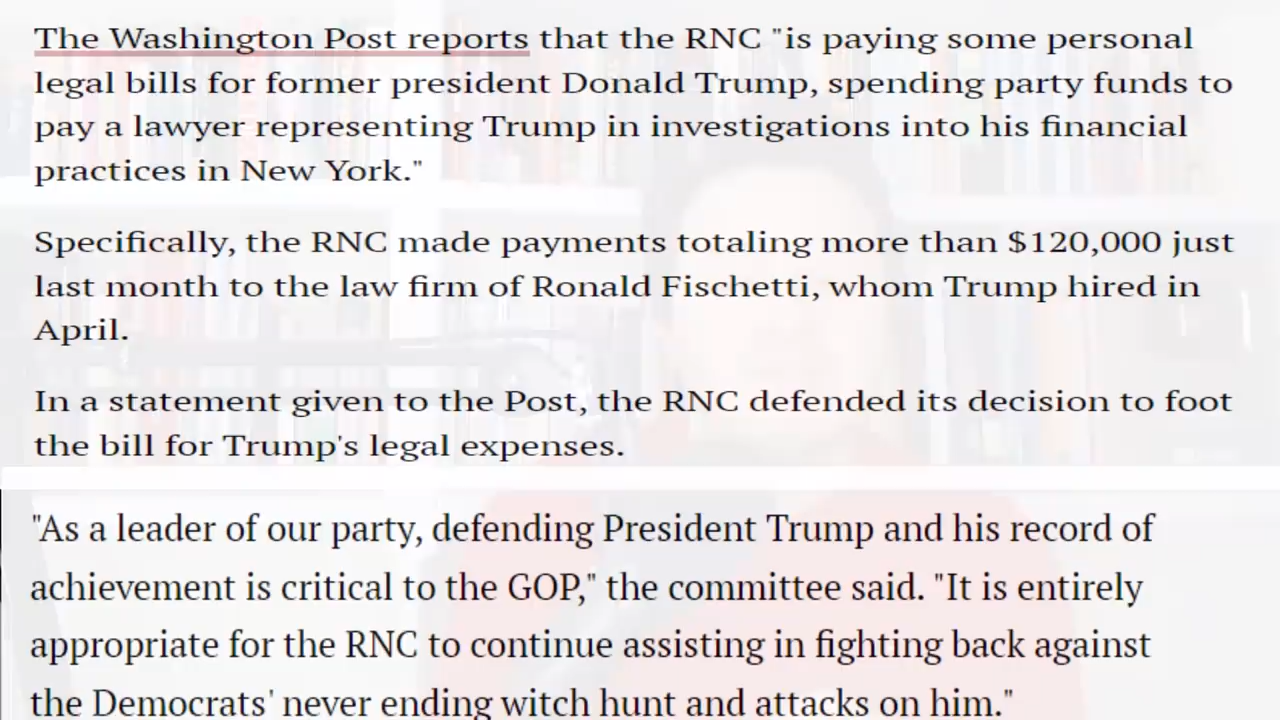 The Washington Post reports that the RNC "is paying some personal
legal bills for former president Donald Trump, spending party funds to
pay a lawyer representing Trump in investigations into his financial
practices in New York."
Specifically, the RNC made payments totaling more than $120,000 just
last month to the law firm of Ronald Fischetti, whom Trump hired in
April.
In a statement given to the Post, the RNC defended its decision to foot
the bill for Trump's legal expenses.
"As a leader of our party, defending President Trump and his record of
achievement is critical to the GOP," the committee said. "It is entirely
appropriate for the RNC to continue assisting in fighting back against
the Democrats' never ending witch hunt and attacks on him."